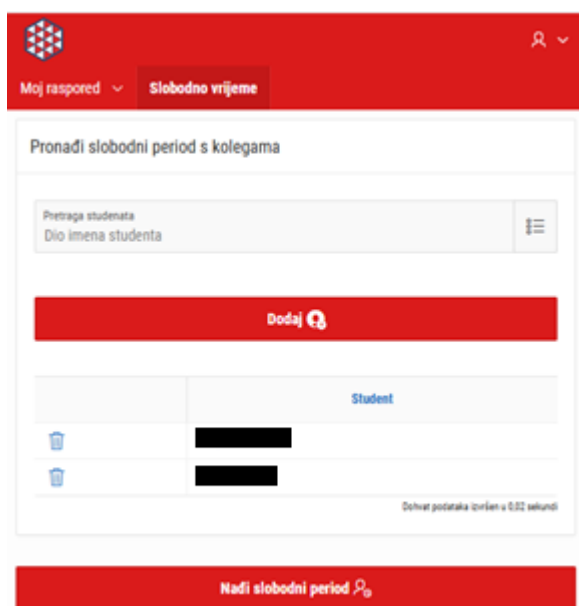 Moj raspored Slobodno vrijeme
Pronađi slobodni period s kolegama
Pretraga studenata
Dio imena studenta
Dodaj
Student
Dohvat podataka izvršen u 0,02 sekundi
Nađi slobodni period